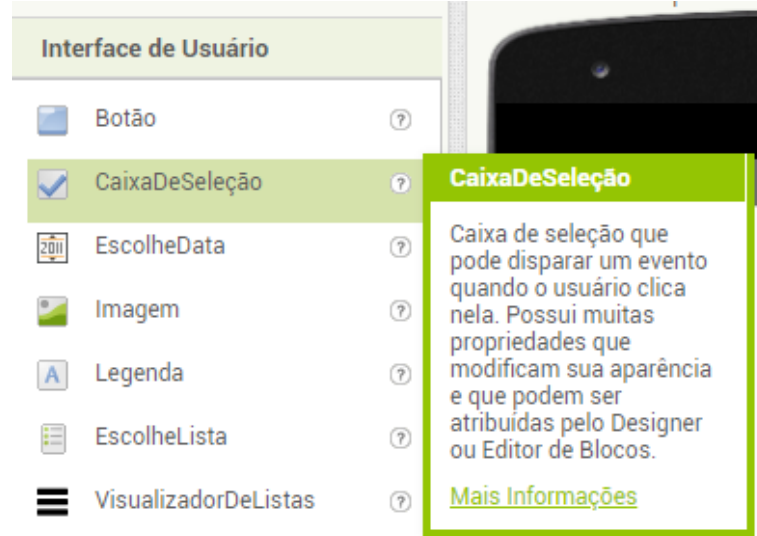 Interface de Usuário
Botão
CaixaDeSeleção
EscolheData
2011
Imagem
A
Legenda
EscolheLista
VisualizadorDeListas
?
?
?
?
?
?
?
CaixaDeSeleção
Caixa de seleção que
pode disparar um evento
quando o usuário clica
nela. Possui muitas
propriedades que
modificam sua aparência
e que podem ser
atribuídas pelo Designer
ou Editor de Blocos.
Mais Informações